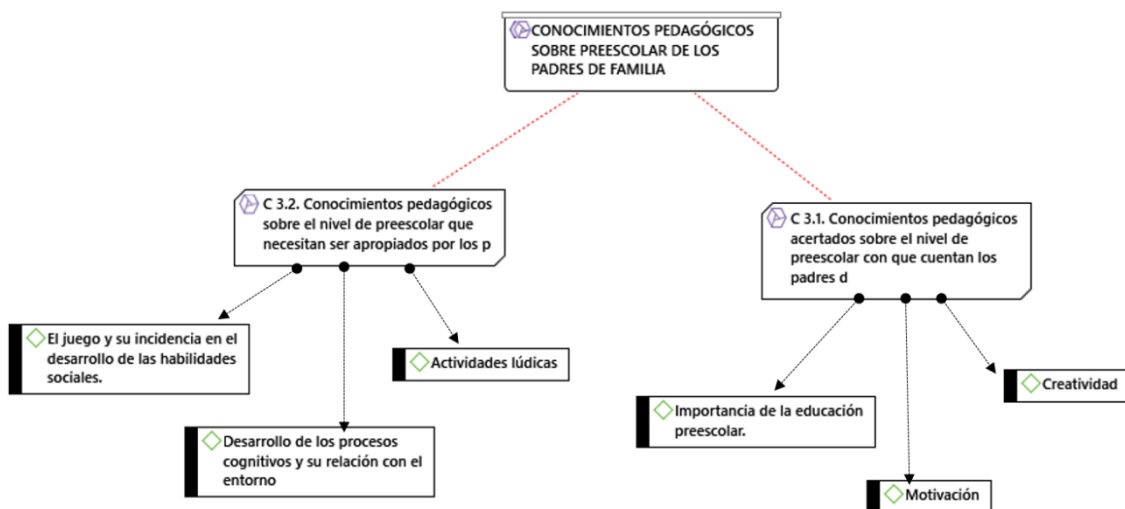 CONOCIMIENTOS PEDAGÓGICOS
SOBRE PREESCOLAR DE LOS
PADRES DE FAMILIA
C 3.2. Conocimientos pedagógicos
sobre el nivel de preescolar que
necesitan ser apropiados por los p
C 3.1. Conocimientos pedagógicos
acertados sobre el nivel de
preescolar con que cuentan los
padres d
El juego y su incidencia en el
desarrollo de las habilidades
sociales.
Actividades lúdicas
Desarrollo de los procesos
cognitivos y su relación con el
entorno
Importancia de la educación
preescolar.
Creatividad
Motivación